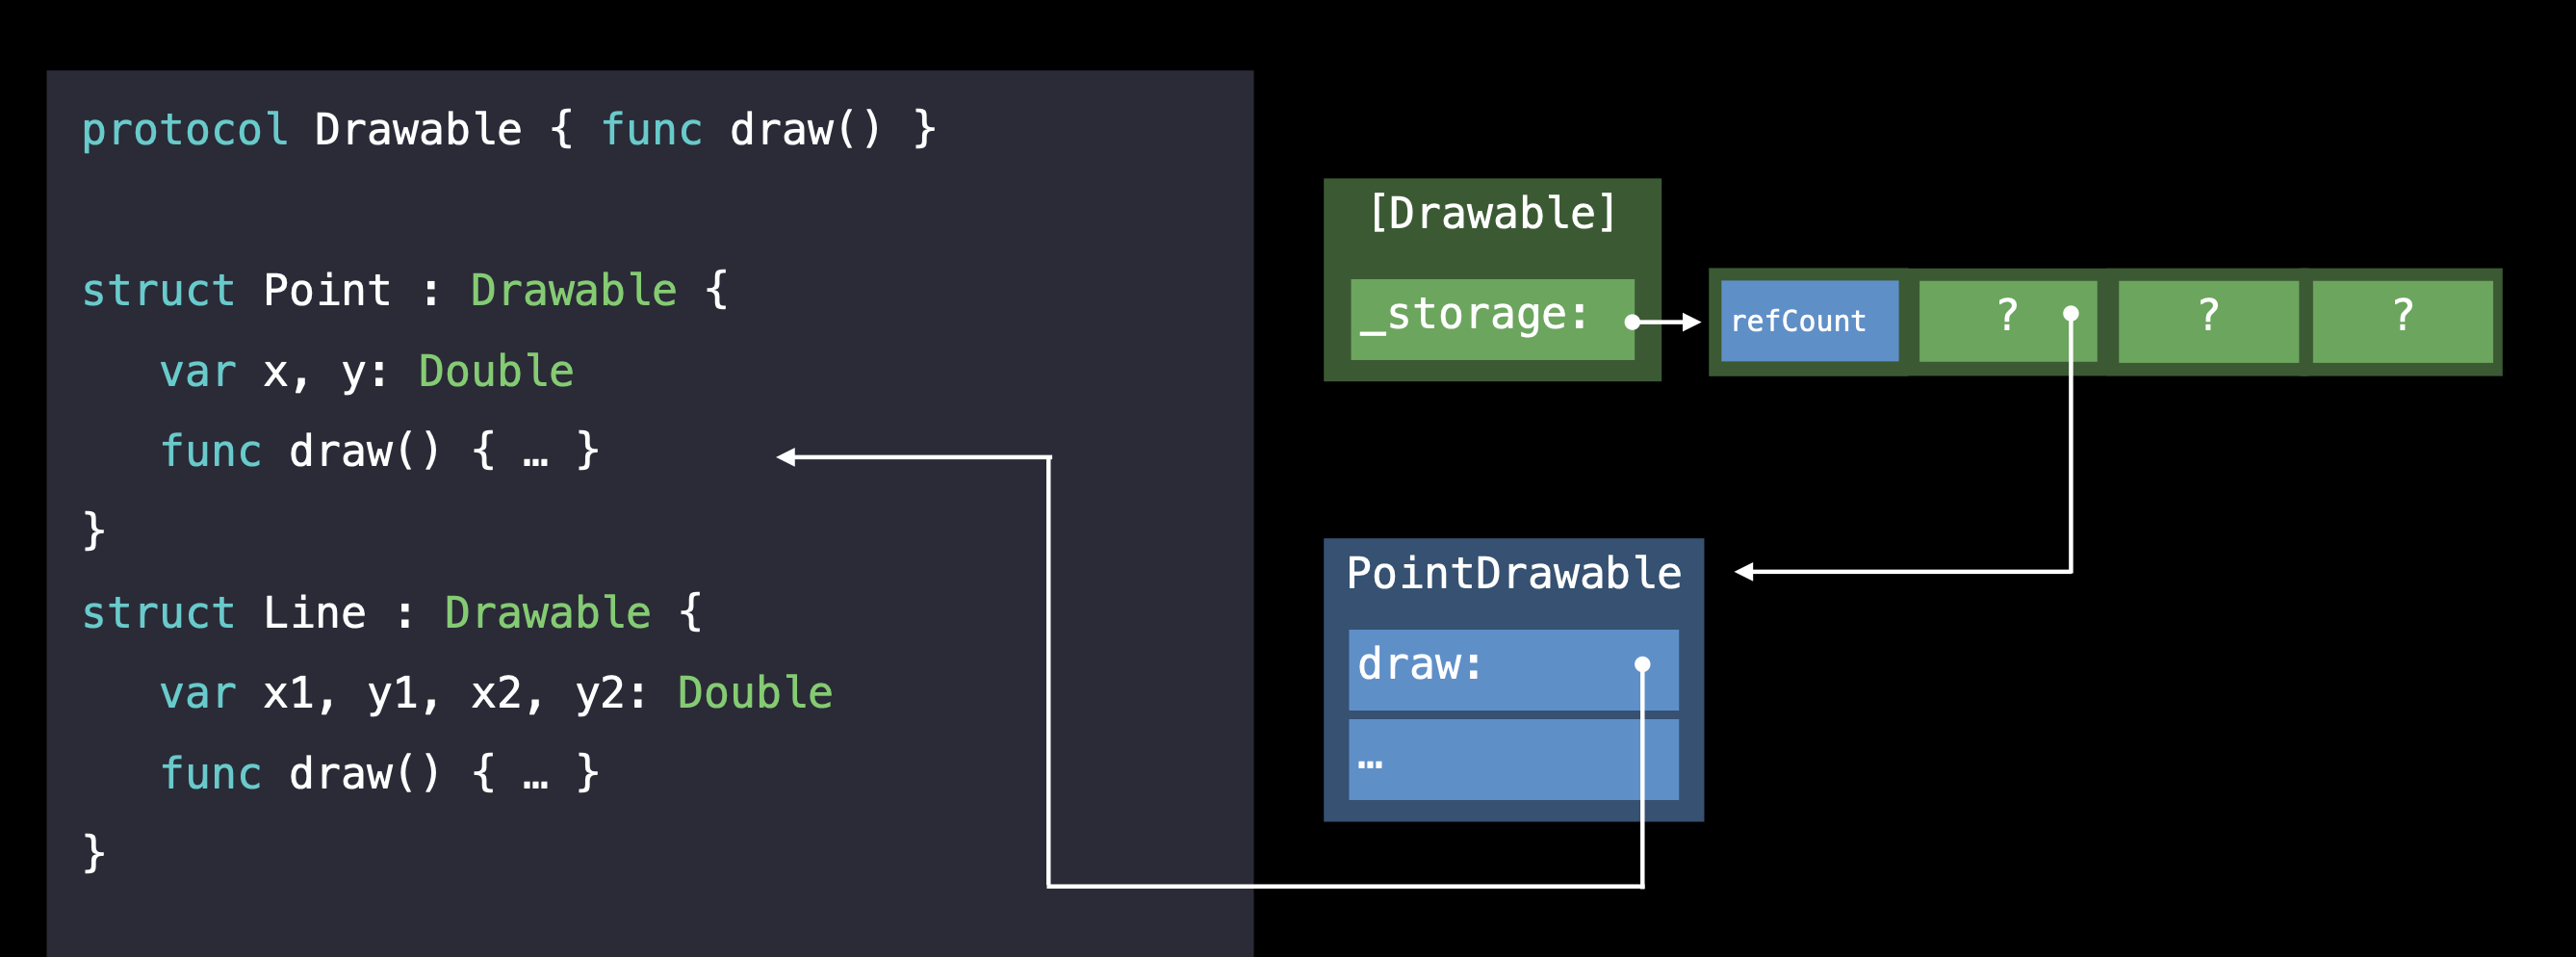 protocol Drawable { func draw() }
struct Point : Drawable {
   var x, y: Double
   func draw() { … }
}
struct Line : Drawable {
   var x1, y1, x2, y2: Double
   func draw() { … }
}
[Drawable]
_storage:
refCount
?
?
?
PointDrawable
draw:
…